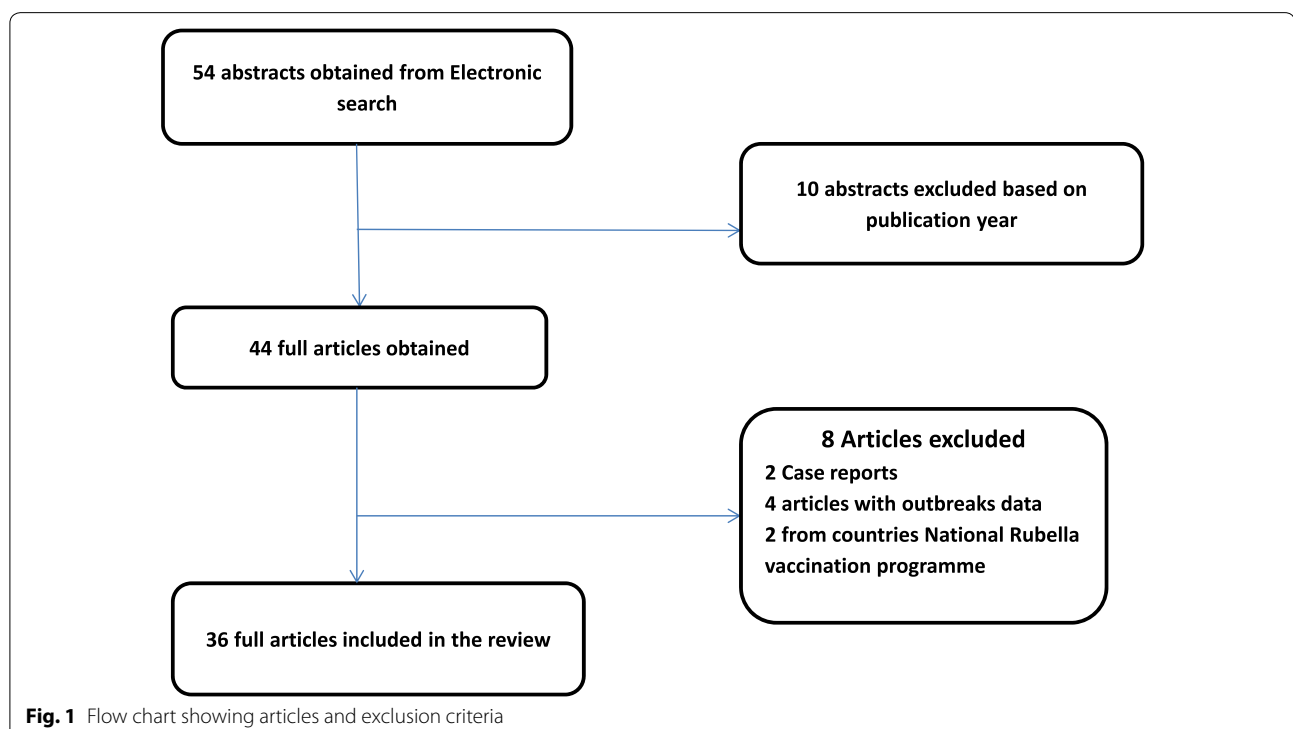 54 abstracts obtained from Electronic
search
10 abstracts excluded based on
publication year
44 full articles obtained
8 Articles excluded
2 Case reports
4 articles with outbreaks data
2 from countries National Rubella
vaccination programme
36 full articles included in the review
Fig. 1 Flow chart showing articles and exclusion criteria